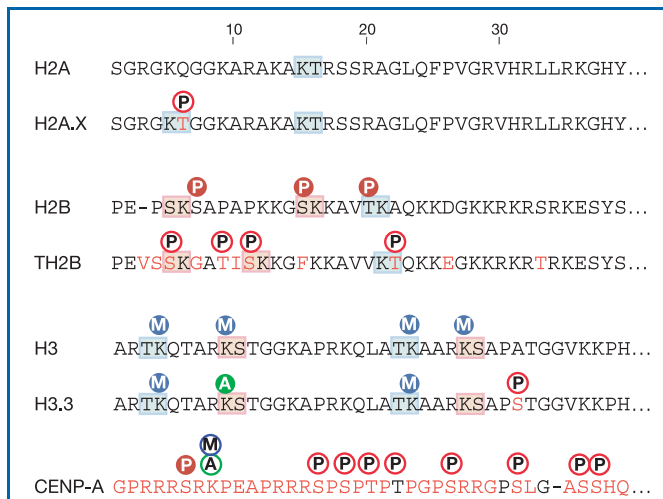 10 20 30
H2A SGRGKQGGKARAKAKTRSSRAGLQFPVGRVHRLLRKGHY...
P
H2A.X SGRGKTGGKARAKAKTRSSRAGLQFPVGRVHRLLRKGHY...
P P P
H2B PE-PSKSAPAPKKGSKKAVTKAQKKDGKKRKRSRKESYS...
P P P P
TH2B PEVSSKGATISKKGFKKAVVKTQKKEGKKRKRTRKESYS...
M M M M
H3 ARTKQTARKSTGGKAPRKQLATKAARKSAPATGGVKKPH...
M A M P
H3.3 ARTKQTARKSTGGKAPRKQLATKAARKSAPSTGGVKKPH...
M
P A P P P P P P P P
CENP-A GPRRRSRKPEAPRRRSPSPTPTPGPSRRGPSLG-ASSHQ...